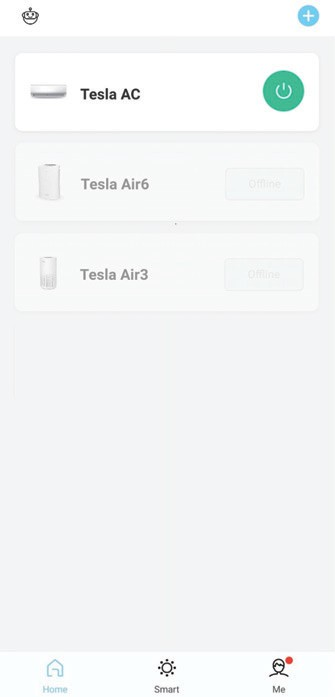 Tesla AC
Tesla Air6
Offline
Tesla Air3
Offline
Home
Smart
Me